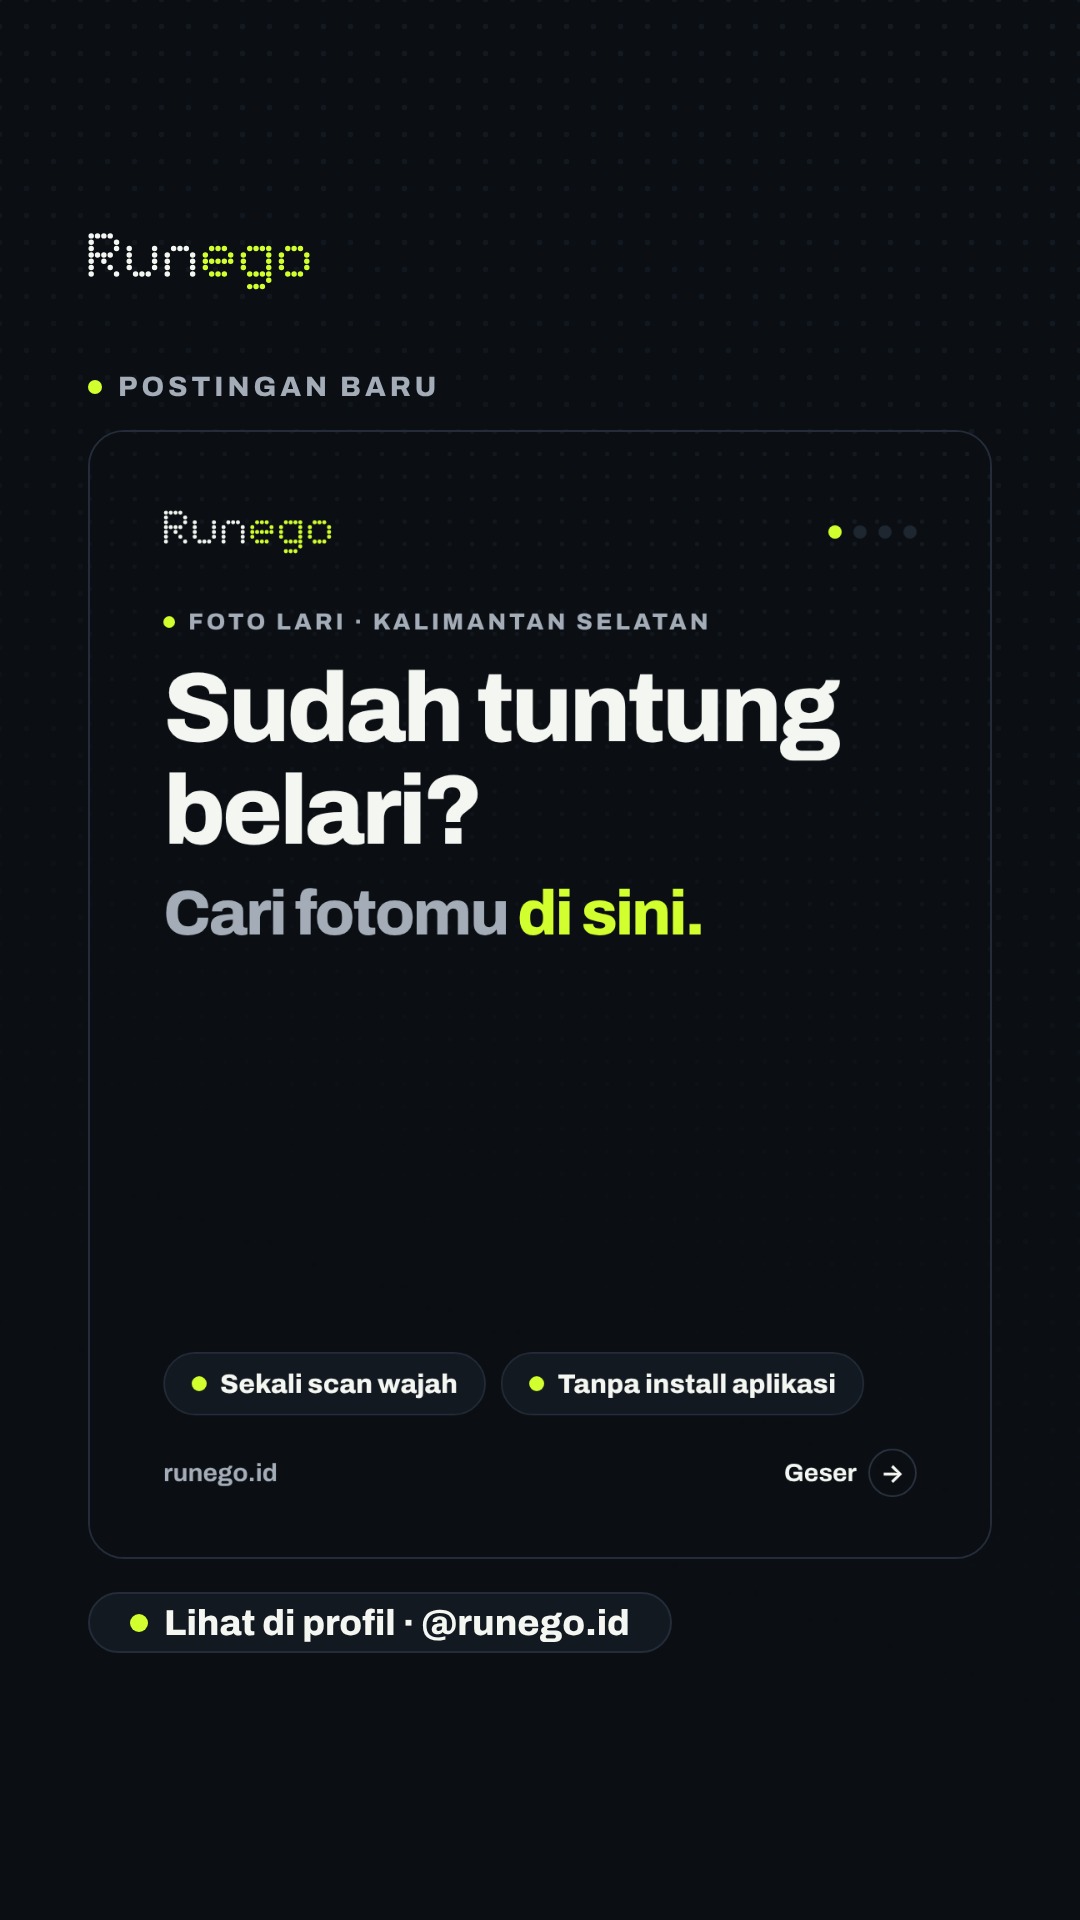 Runego
POSTINGAN BARU
Runego
FOTO LARI · KALIMANTAN SELATAN
Sudah tuntung
belari?
Cari fotomu di sini.
Sekali scan wajah
Tanpa install aplikasi
runego.id
Geser →
Lihat di profil · @runego.id